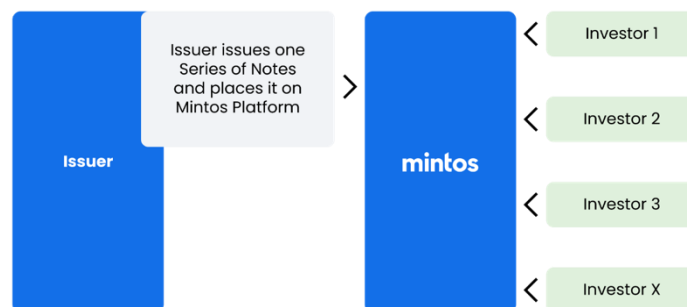 Issuer issues one
Series of Notes
and places it on
Mintos Platform
Issuer
mintos
Investor 1
Investor 2
Investor 3
Investor X